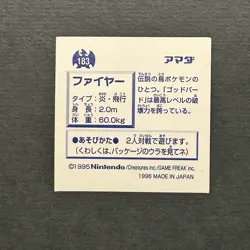 183
アマダ
ファイヤー
タイプ：炎・飛行
身　長：2.0m
体　重：60.0kg
伝説の鳥ポケモンの
ひとつ。「ゴッドバー
ド」は最高レベルの破
壊力を誇っている。
●あそびかた● 2人対戦で遊びます。
(くわしくは、パッケージのウラを見てネ)
©1995 Nintendo/Creatures inc./GAME FREAK inc.
1996 MADE IN JAPAN